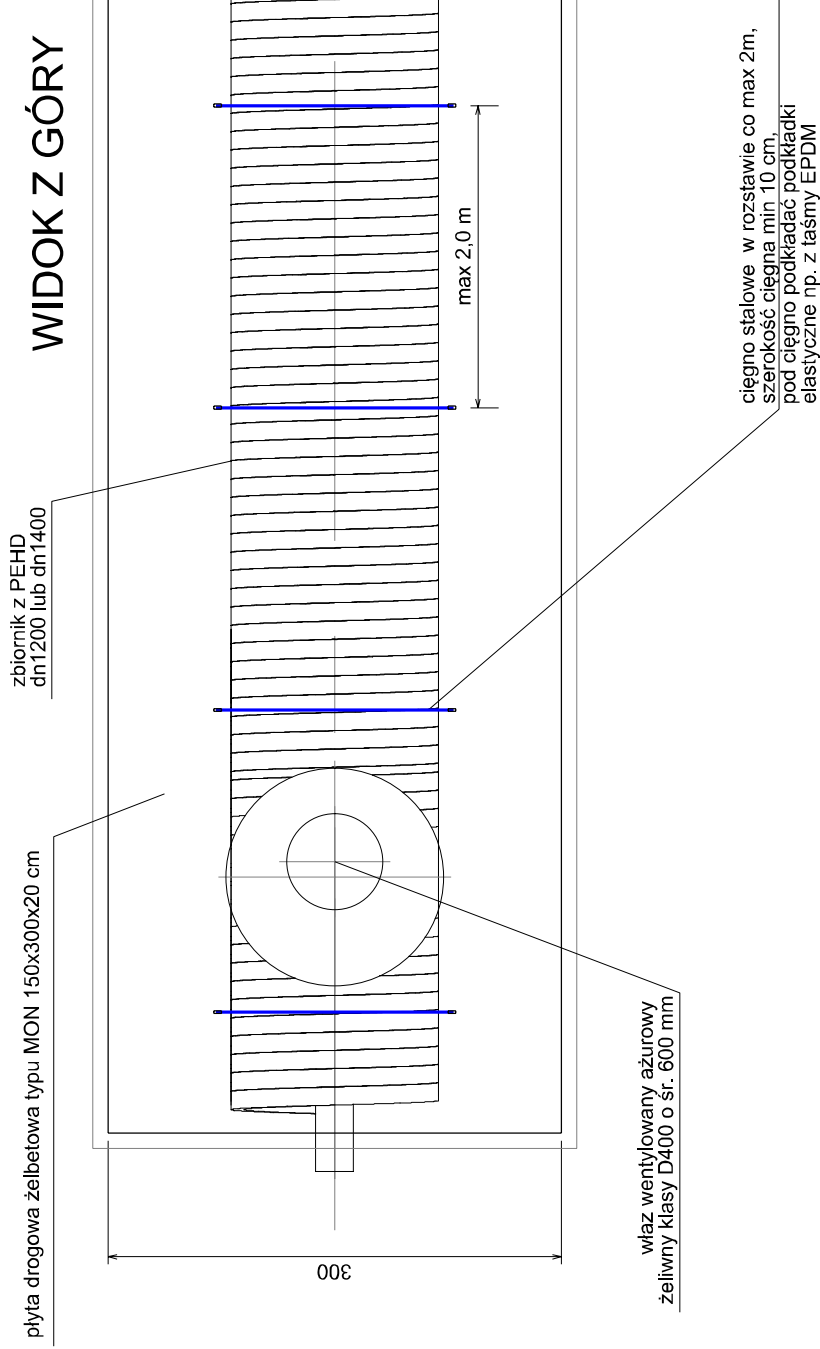 WIDOK Z GÓRY
zbiornik z PEHD
dn1200 lub dn1400
płyta drogowa żelbetowa typu MON 150x300x20 cm
max 2,0 m
cięgno stalowe w rozstawie co max 2m,
szerokość cięgna min 10 cm,
pod cięgno podkładać podkładki
elastyczne np. z taśmy EPDM
właz wentylowany ażurowy
żeliwny klasy D400 o śr. 600 mm
300